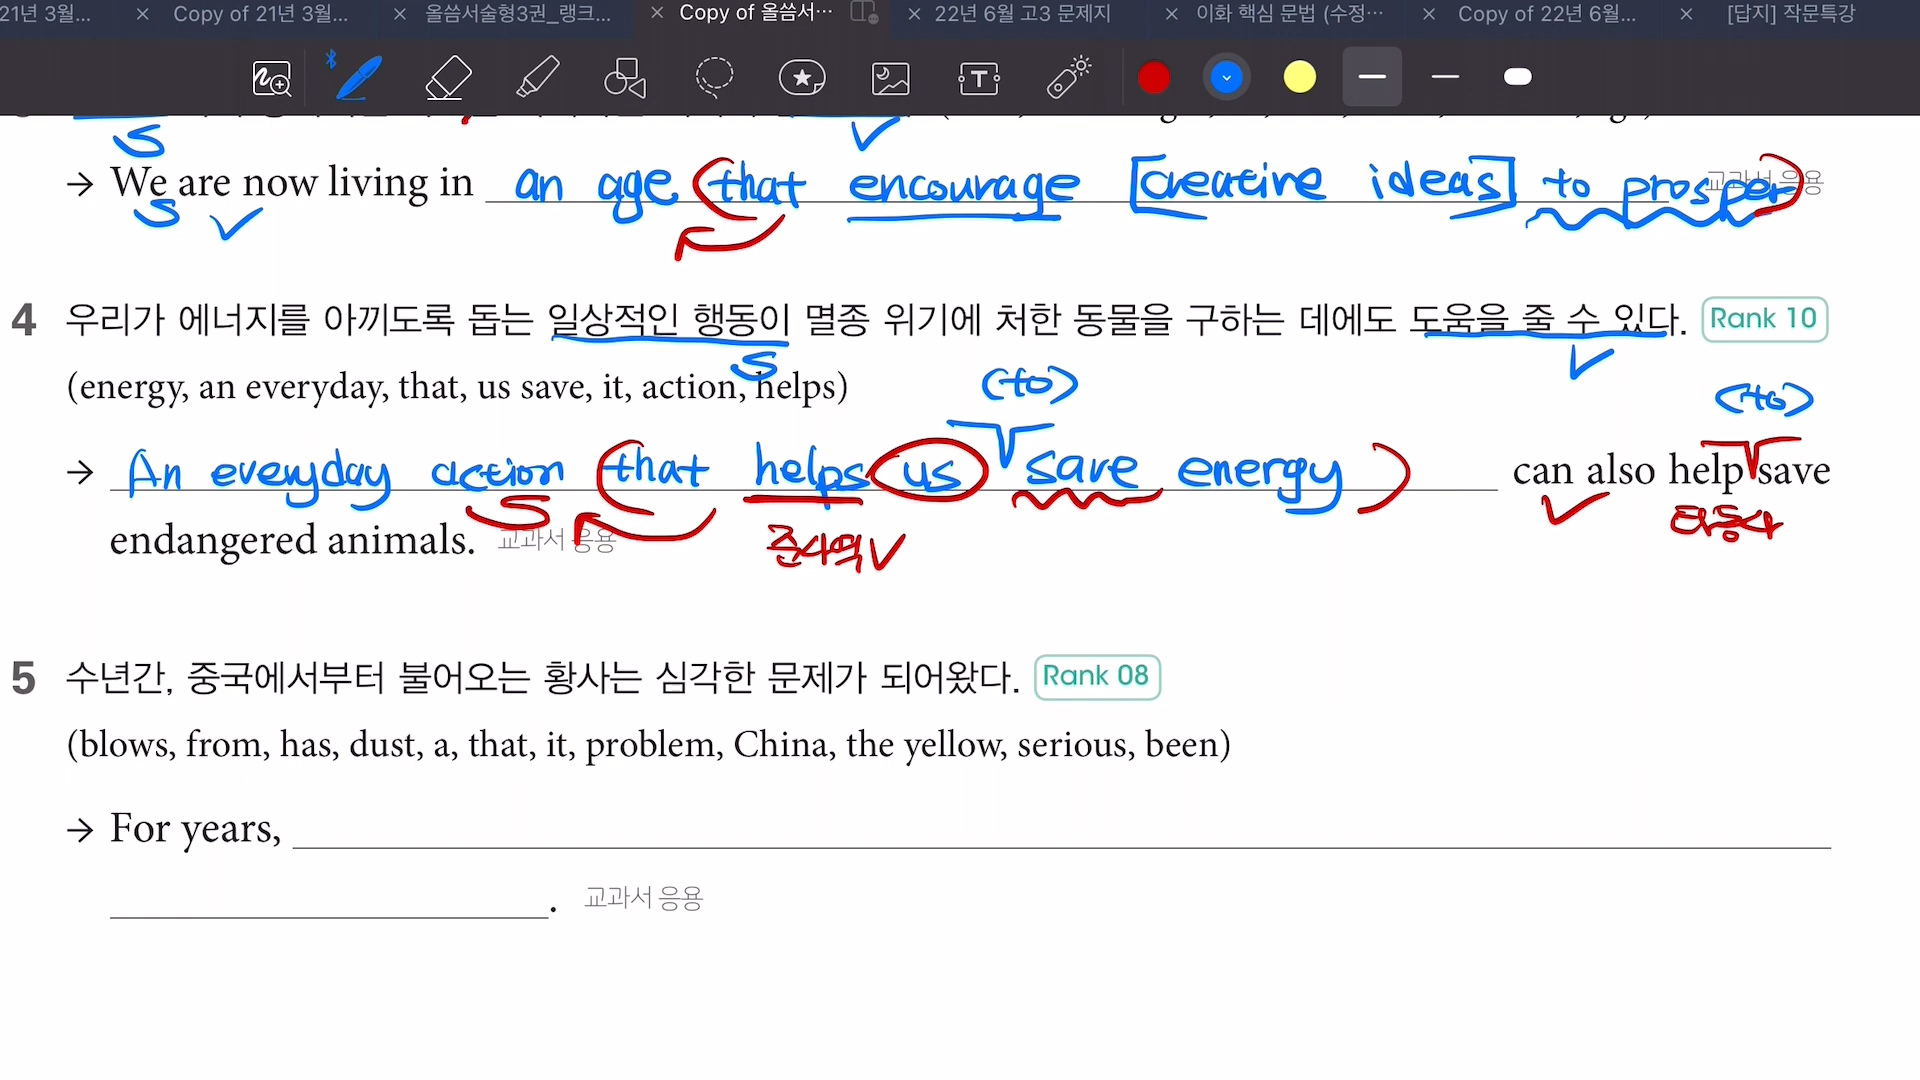 21년 3월... × Copy of 21년 3월... × 올씀서술형3권_랭크... × Copy of 올씀서... × 22년 6월 고3 문제지 × 이화 핵심 문법 (수정... × Copy of 22년 6월... × [답지] 작문특강
S
→ We are now living in an age that encourage [creative ideas] to prosper 교과서 응용
S
4 우리가 에너지를 아끼도록 돕는 일상적인 행동이 멸종 위기에 처한 동물을 구하는 데에도 도움을 줄 수 있다. Rank 10
S
(energy, an everyday, that, us save, it, action, helps)
(to) (to)
→ An everyday action (that helps us save energy) can also help save
S
endangered animals. 교과서 응용
준사역V 타동사
5 수년간, 중국에서부터 불어오는 황사는 심각한 문제가 되어왔다. Rank 08
(blows, from, has, dust, a, that, it, problem, China, the yellow, serious, been)
→ For years,
. 교과서 응용